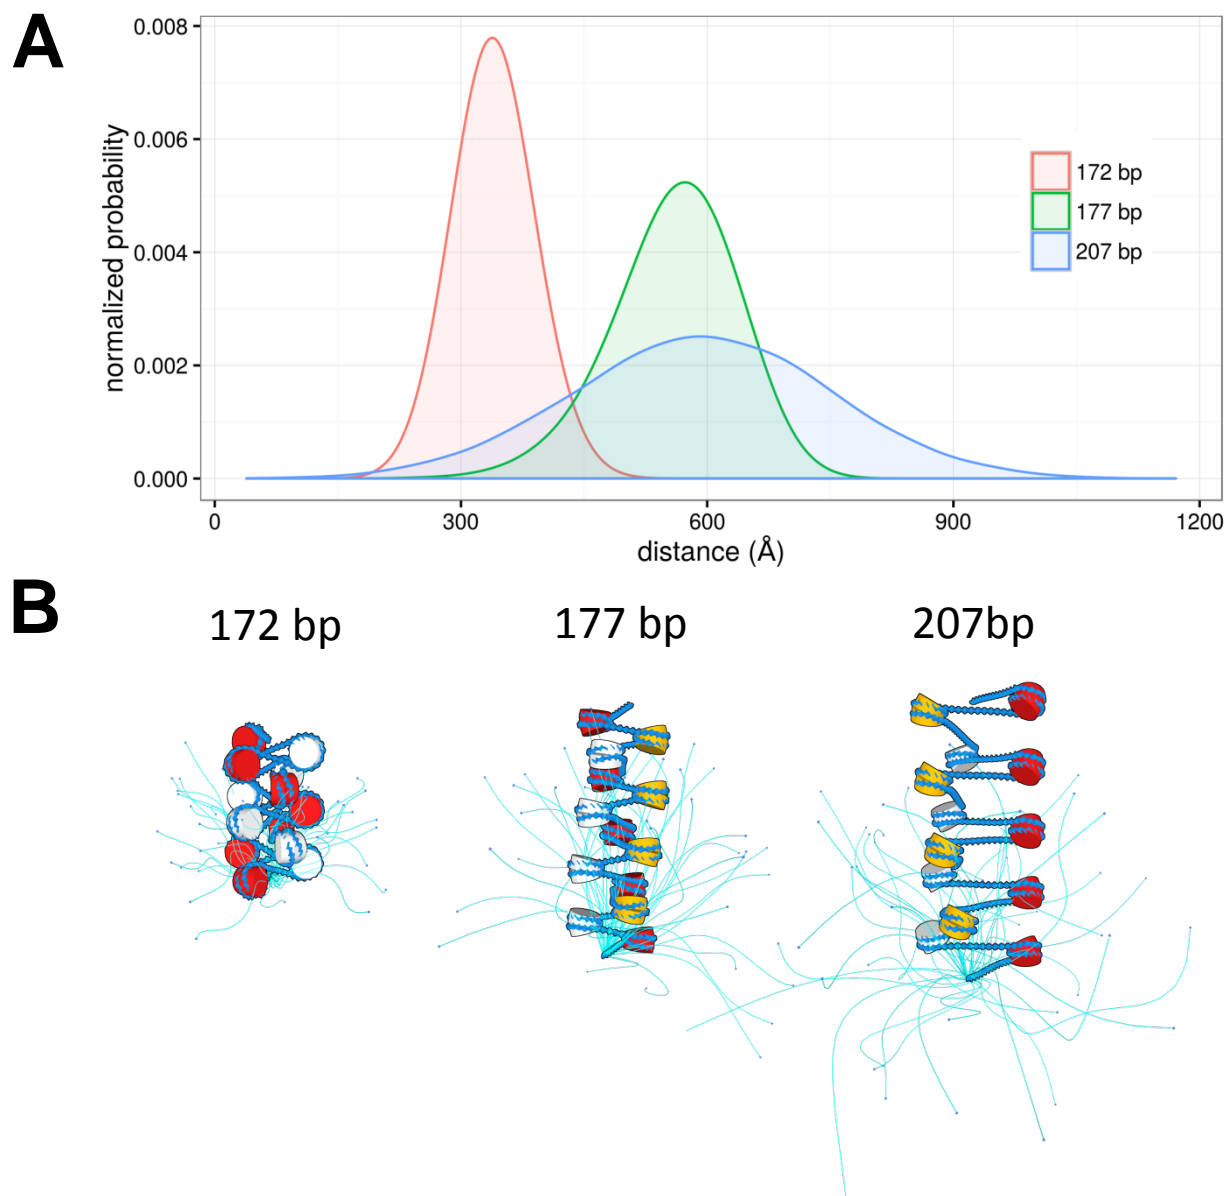 A
0.008
0.006
0.004
0.002
0.000
normalized probability
172 bp
177 bp
207 bp
0
300
600
900
1200
distance (Å)
B
172 bp
177 bp
207bp